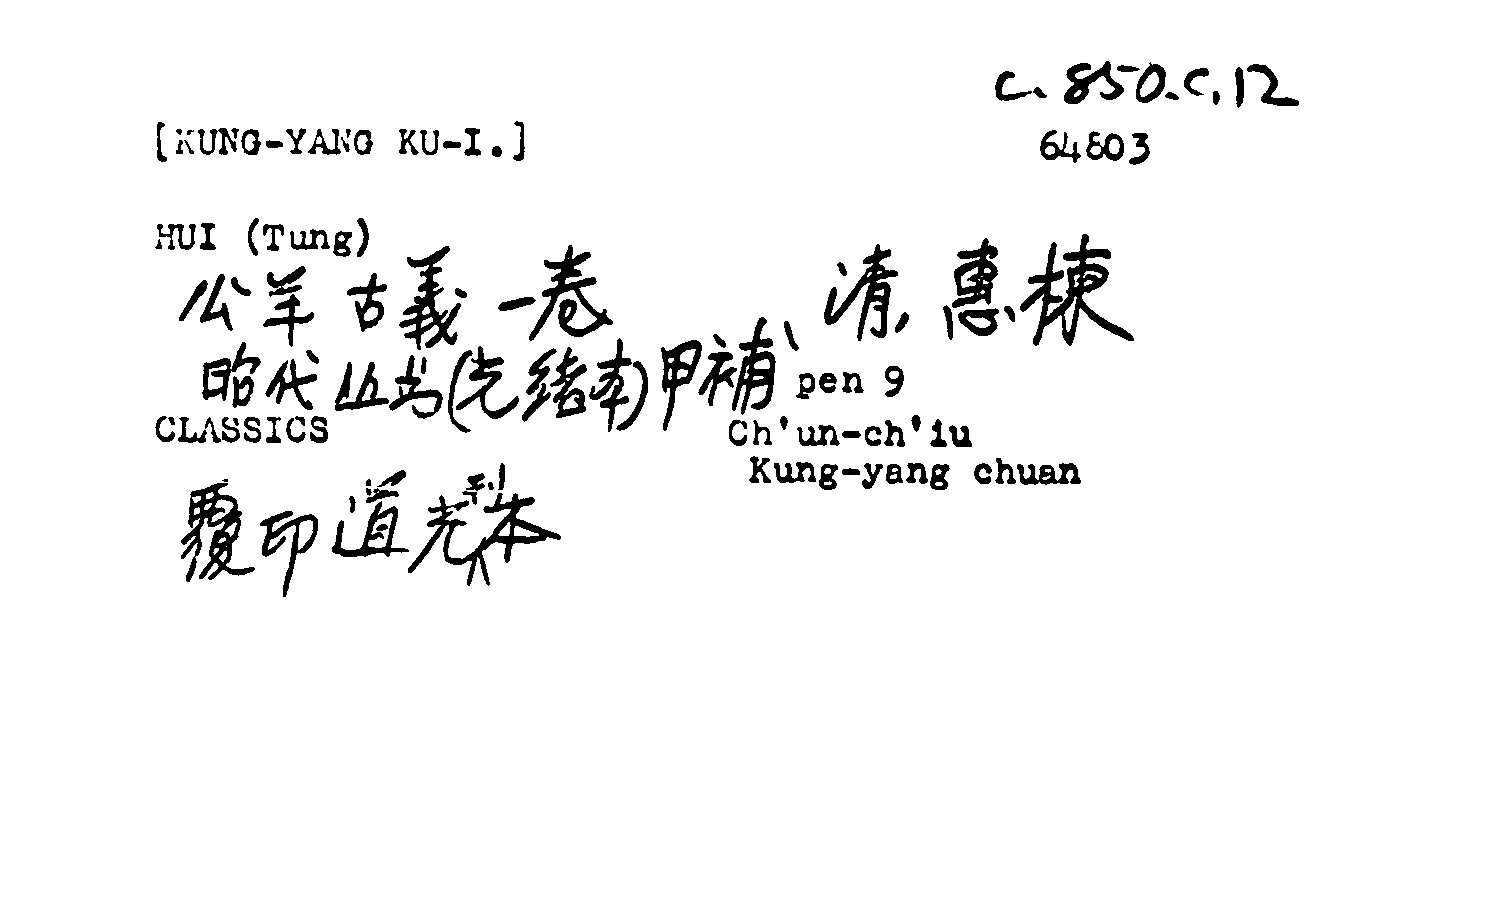 C.850.C.12
[KUNG-YANG KU-I.]
64803
HUI (Tung)
公羊古義一卷 清,惠棟
昭代丛书(光绪本)甲補、pen 9
CLASSICS Ch'un-ch'iu
Kung-yang chuan
覆印道光刊本